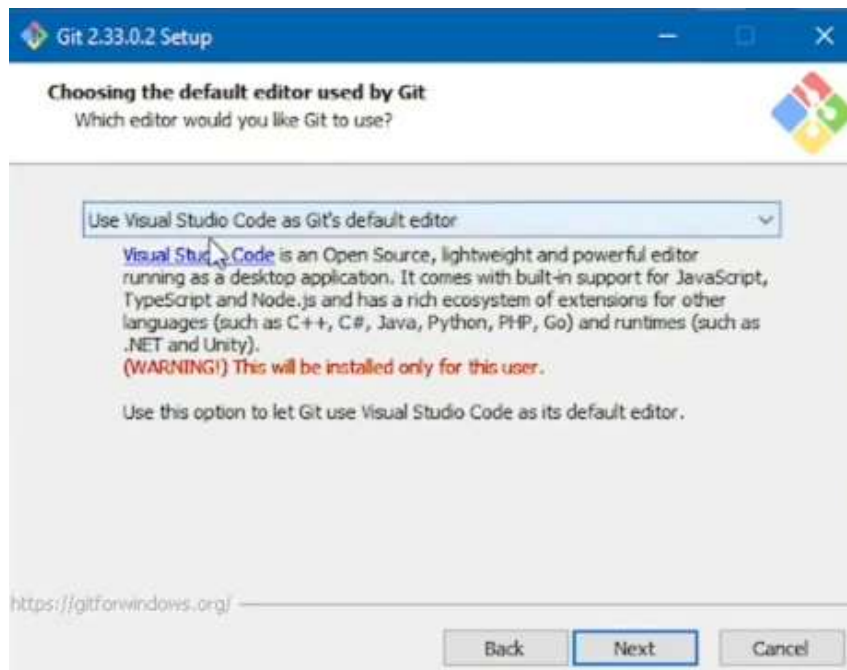 Git 2.33.0.2 Setup
Choosing the default editor used by Git
Which editor would you like Git to use?
Use Visual Studio Code as Git's default editor
Visual Studio Code is an Open Source, lightweight and powerful editor
running as a desktop application. It comes with built-in support for JavaScript,
TypeScript and Node.js and has a rich ecosystem of extensions for other
languages (such as C++, C#, Java, Python, PHP, Go) and runtimes (such as
.NET and Unity).
(WARNING!) This will be installed only for this user.
Use this option to let Git use Visual Studio Code as its default editor.
https://gitforwindows.org/
Back Next Cancel